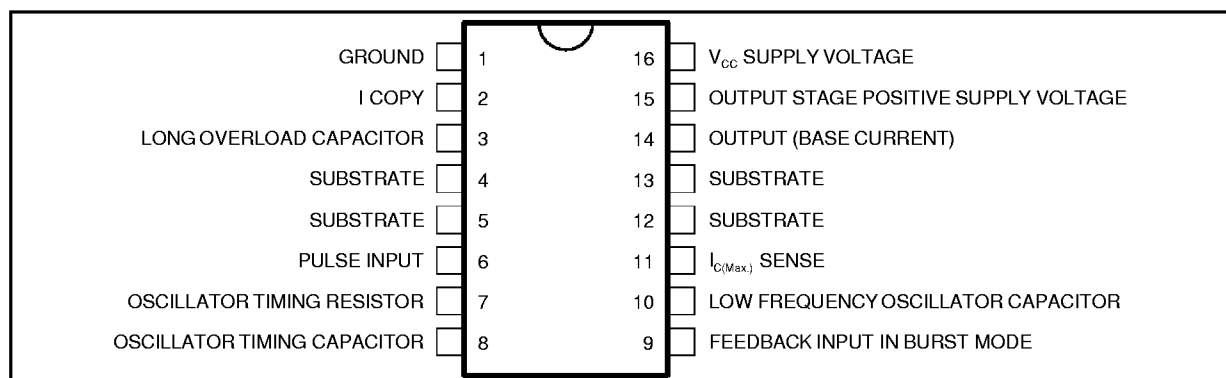 GROUND 1 16 V_CC SUPPLY VOLTAGE
I COPY 2 15 OUTPUT STAGE POSITIVE SUPPLY VOLTAGE
LONG OVERLOAD CAPACITOR 3 14 OUTPUT (BASE CURRENT)
SUBSTRATE 4 13 SUBSTRATE
SUBSTRATE 5 12 SUBSTRATE
PULSE INPUT 6 11 I_C(Max.) SENSE
OSCILLATOR TIMING RESISTOR 7 10 LOW FREQUENCY OSCILLATOR CAPACITOR
OSCILLATOR TIMING CAPACITOR 8 9 FEEDBACK INPUT IN BURST MODE